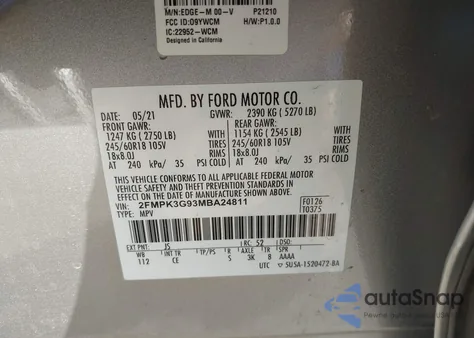 M/N:EDGE-M 00-V P21210
FCC ID:O9YWCM H/W:P1.0.0
IC:22952-WCM
Designed in California
MFD. BY FORD MOTOR CO.
DATE: 05/21 GVWR: 2390 KG ( 5270 LB)
FRONT GAWR: REAR GAWR:
1247 KG ( 2750 LB) WITH 1154 KG ( 2545 LB) WITH
245/60R18 105V TIRES 245/60R18 105V TIRES
18x8.0J RIMS 18x8.0J RIMS
AT 240 kPa/ 35 PSI COLD AT 240 kPa/ 35 PSI COLD
THIS VEHICLE CONFORMS TO ALL APPLICABLE FEDERAL MOTOR
VEHICLE SAFETY AND THEFT PREVENTION STANDARDS IN
EFFECT ON THE DATE OF MANUFACTURE SHOWN ABOVE.
VIN: 2FMPK3G93MBA24811 F0126
TYPE: MPV T0375
EXT PNT: JS RC: 52 DSO:
WB INT TR TP/PS R AXLE TR SPR
112 CE S 3K 8 AAAA
UTC 5U5A-1520472-BA
autoSnap